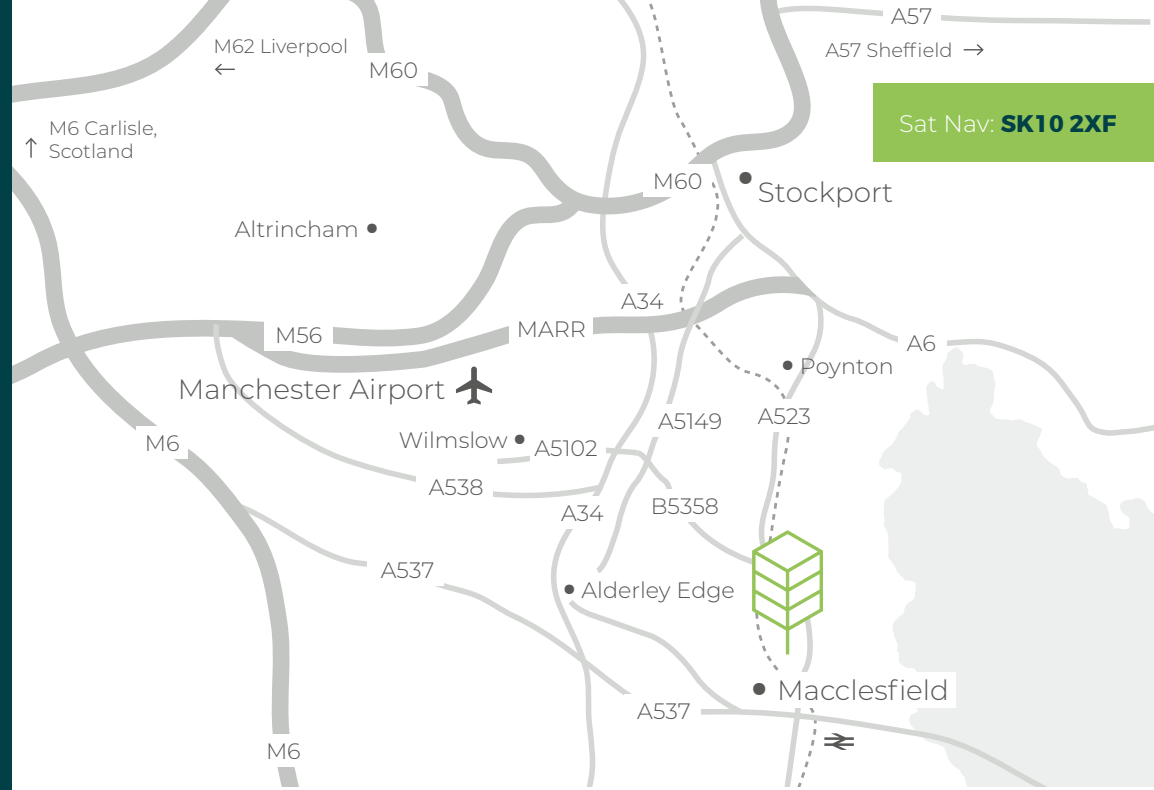 A57
M62 Liverpool
←
A57 Sheffield →
M60
Sat Nav: SK10 2XF
M6 Carlisle,
↑ Scotland
M60
Stockport
Altrincham
A34
MARR
M56
A6
Poynton
Manchester Airport
A523
A5149
Wilmslow
M6
A5102
A538
B5358
A34
A537
Alderley Edge
Macclesfield
A537
M6